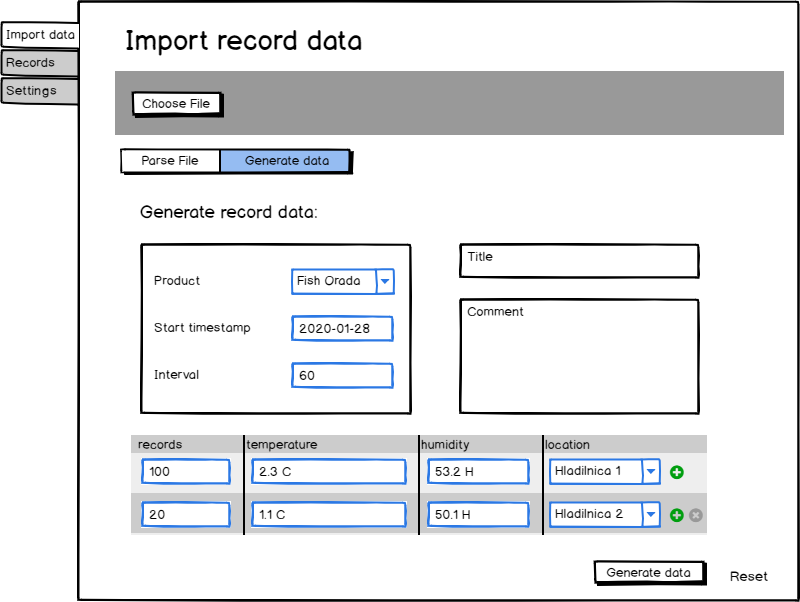 Import data
Records
Settings
Import record data
Choose File
Parse File Generate data
Generate record data:
Product Fish Orada
Start timestamp 2020-01-28
Interval 60
Title
Comment
records temperature humidity location
100 2.3 C 53.2 H Hladilnica 1
20 1.1 C 50.1 H Hladilnica 2
Generate data Reset